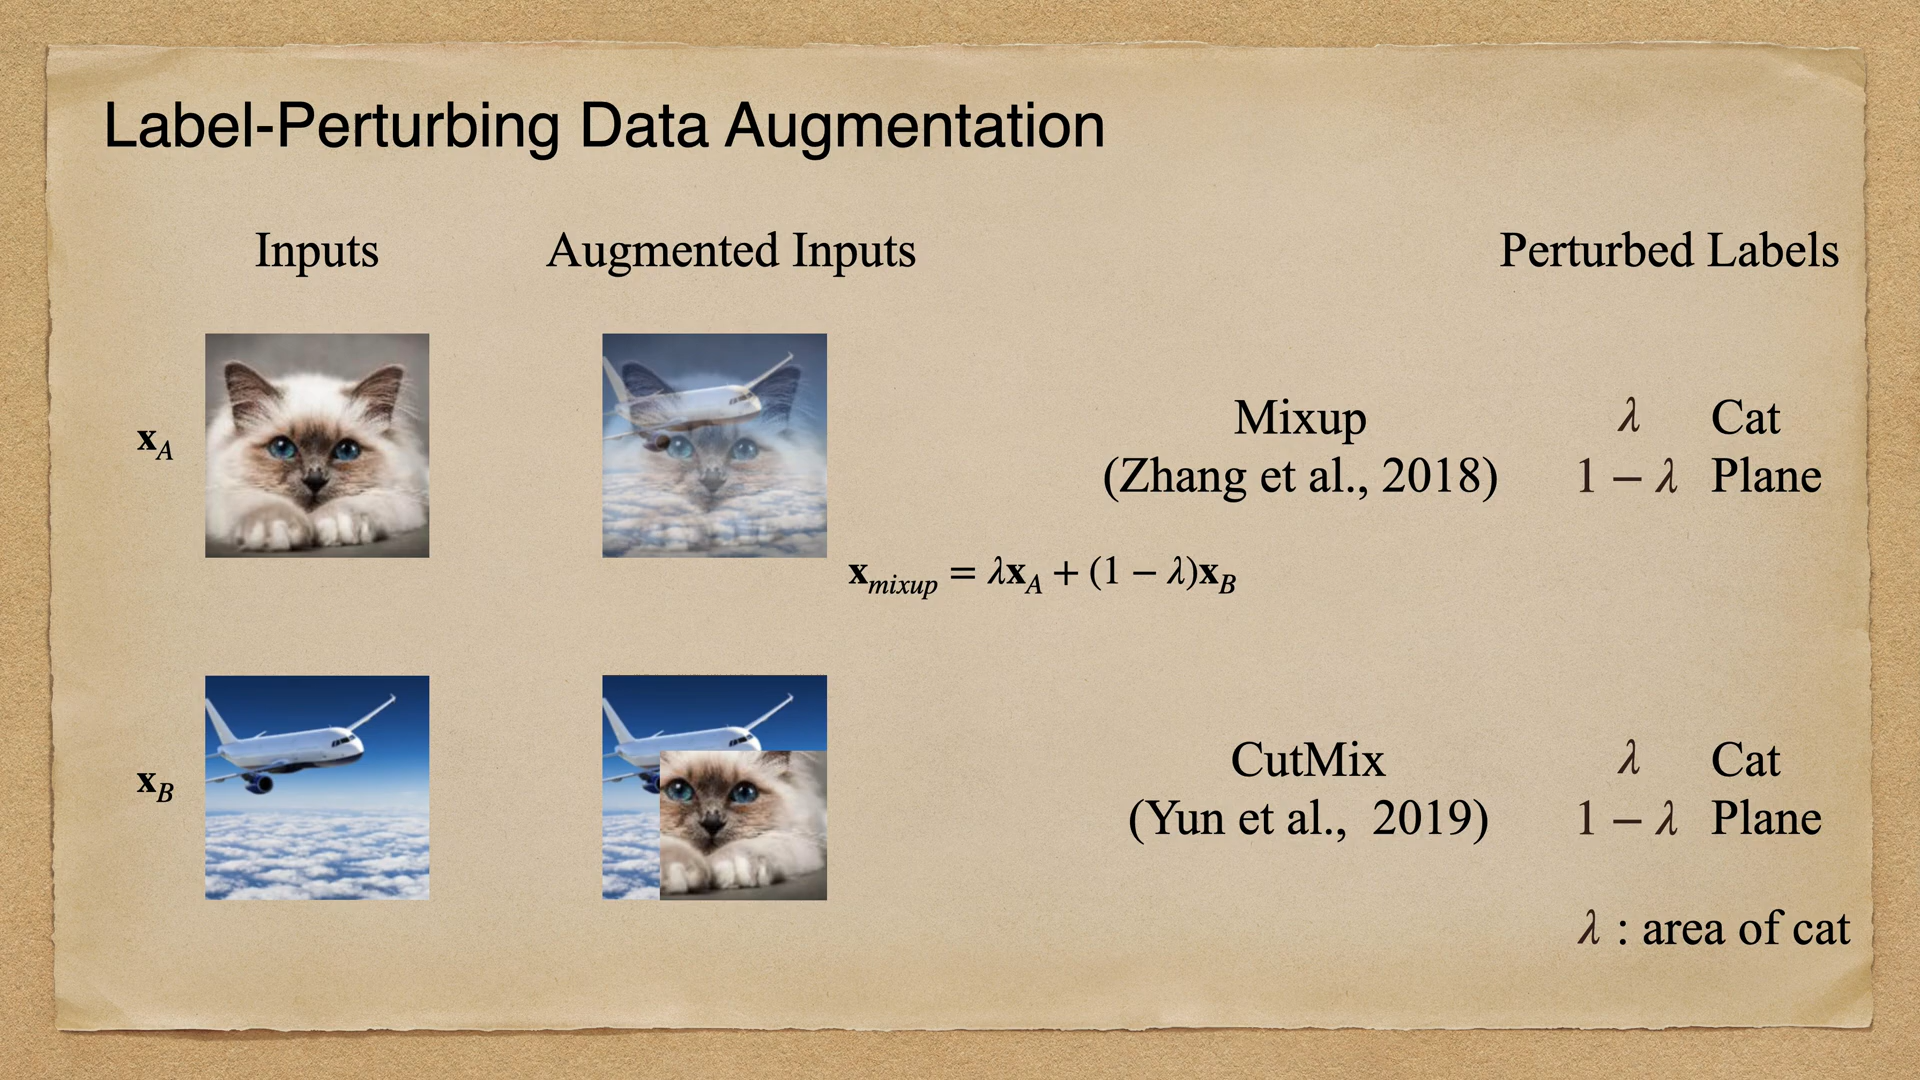 Label-Perturbing Data Augmentation
Inputs
Augmented Inputs
Perturbed Labels
x_A
Mixup
(Zhang et al., 2018)
λ Cat
1 − λ Plane
x_mixup = λx_A + (1 − λ)x_B
x_B
CutMix
(Yun et al., 2019)
λ Cat
1 − λ Plane
λ : area of cat